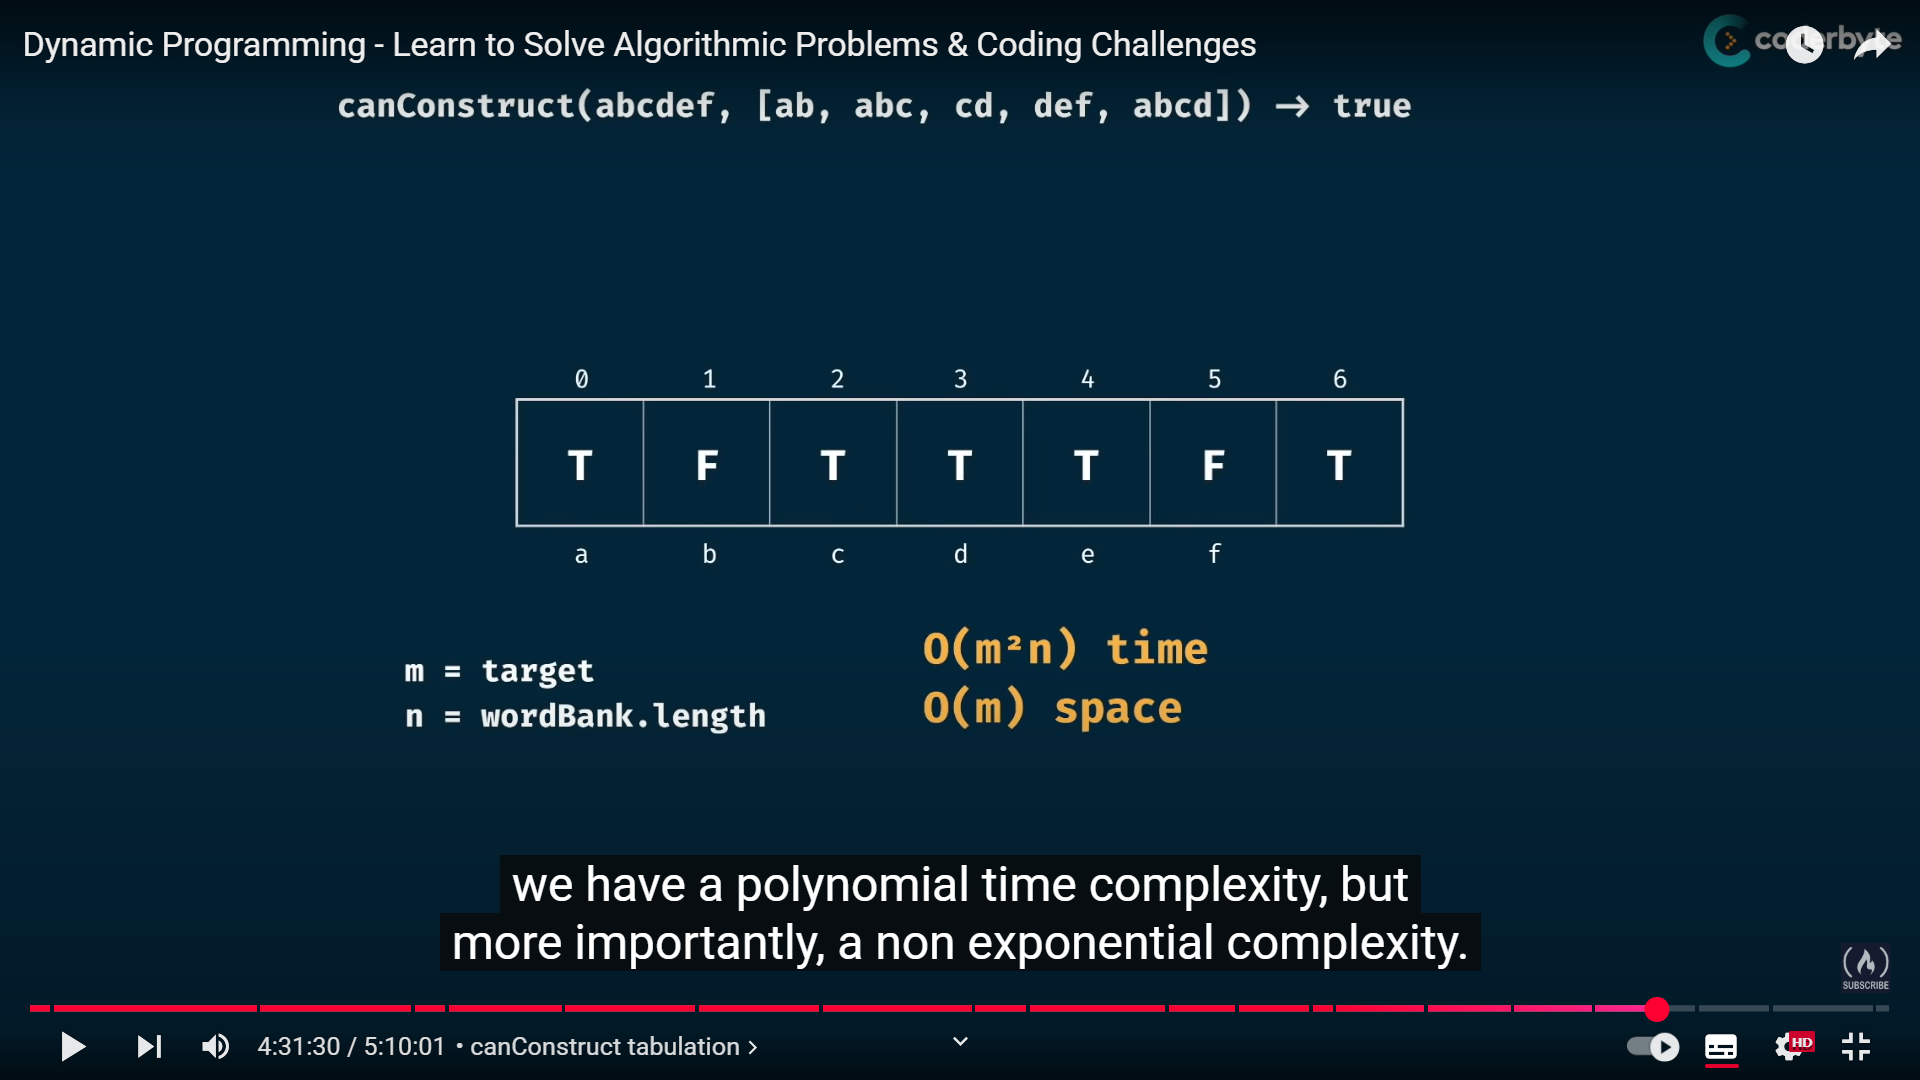 Dynamic Programming - Learn to Solve Algorithmic Problems & Coding Challenges
canConstruct(abcdef, [ab, abc, cd, def, abcd]) → true
0 1 2 3 4 5 6
T F T T T F T
a b c d e f
m = target
n = wordBank.length
O(m²n) time
O(m) space
we have a polynomial time complexity, but
more importantly, a non exponential complexity.
SUBSCRIBE
4:31:30 / 5:10:01 • canConstruct tabulation >
HD